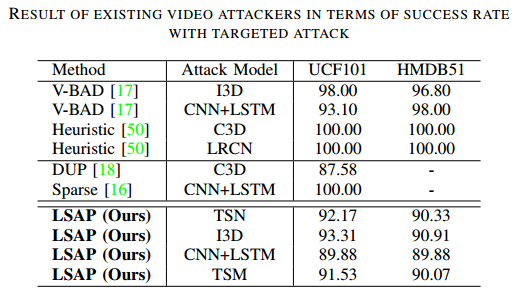 RESULT OF EXISTING VIDEO ATTACKERS IN TERMS OF SUCCESS RATE
WITH TARGETED ATTACK
Method Attack Model UCF101 HMDB51
V-BAD [17] I3D 98.00 96.80
V-BAD [17] CNN+LSTM 93.10 98.00
Heuristic [50] C3D 100.00 100.00
Heuristic [50] LRCN 100.00 100.00
DUP [18] C3D 87.58 -
Sparse [16] CNN+LSTM 100.00 -
LSAP (Ours) TSN 92.17 90.33
LSAP (Ours) I3D 93.31 90.91
LSAP (Ours) CNN+LSTM 89.88 89.88
LSAP (Ours) TSM 91.53 90.07